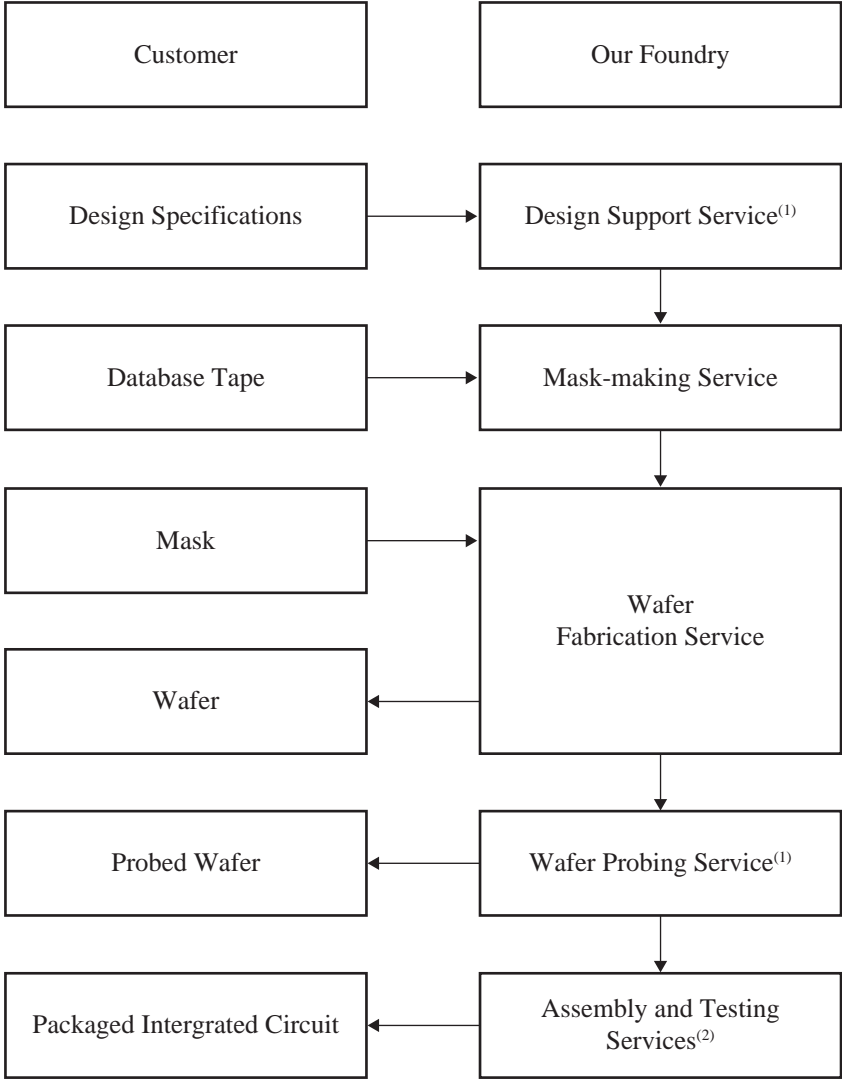 Customer
Our Foundry
Design Specifications
Design Support Service(1)
Database Tape
Mask-making Service
Mask
Wafer
Fabrication Service
Wafer
Probed Wafer
Wafer Probing Service(1)
Packaged Intergrated Circuit
Assembly and Testing
Services(2)